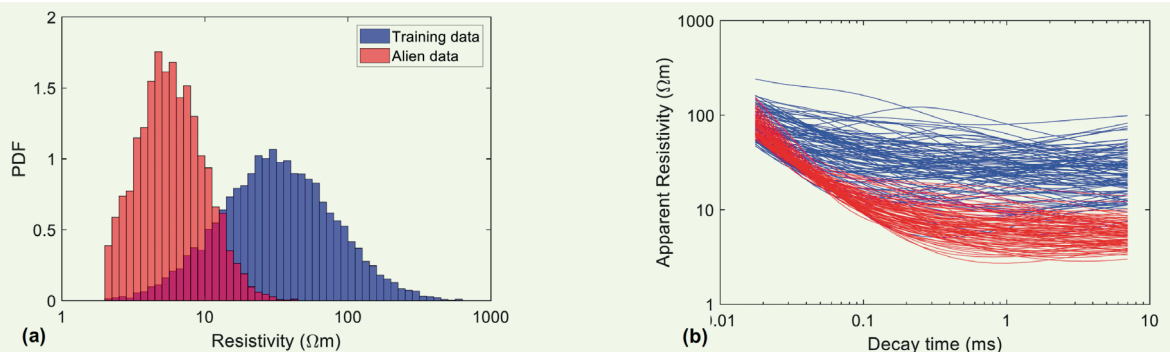 2
1.5
1
0.5
0
PDF
1
10
100
1000
Resistivity (Ωm)
Training data
Alien data
(a)
1000
100
10
1
Apparent Resistivity (Ωm)
0.01
0.1
1
10
Decay time (ms)
(b)